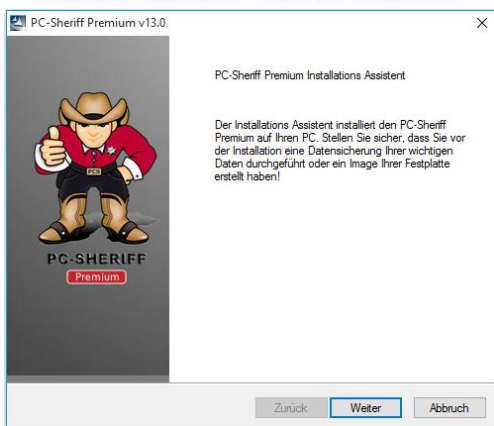 PC-Sheriff Premium v13.0
PC-Sheriff Premium Installations Assistent
Der Installations Assistent installiert den PC-Sheriff
Premium auf Ihren PC. Stellen Sie sicher, dass Sie vor
der Installation eine Datensicherung Ihrer wichtigen
Daten durchgeführt oder ein Image Ihrer Festplatte
erstellt haben!
PCS
PC-SHERIFF
Premium
Zurück
Weiter
Abbruch